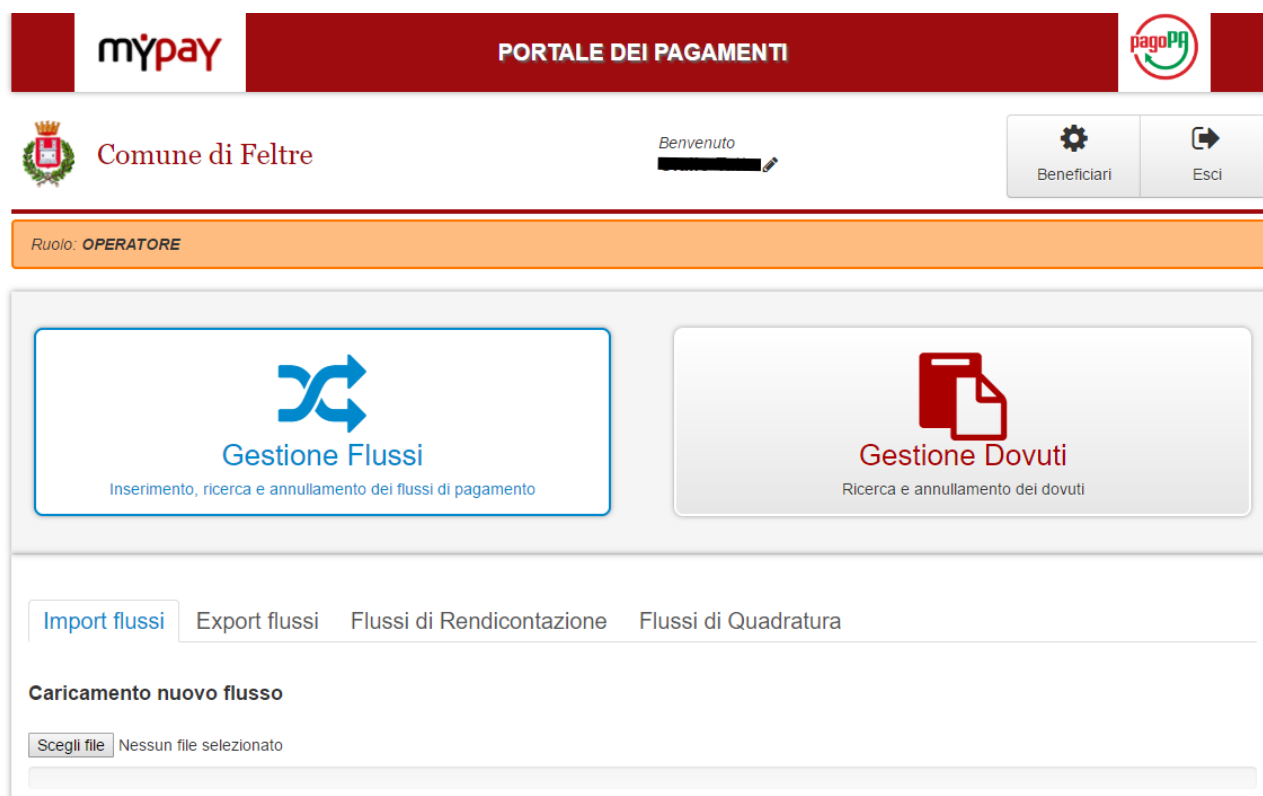 mypay
PORTALE DEI PAGAMENTI
pagoPA
Comune di Feltre
Benvenuto
Beneficiari
Esci
Ruolo: OPERATORE
Gestione Flussi
Inserimento, ricerca e annullamento dei flussi di pagamento
Gestione Dovuti
Ricerca e annullamento dei dovuti
Import flussi Export flussi Flussi di Rendicontazione Flussi di Quadratura
Caricamento nuovo flusso
Scegli file Nessun file selezionato